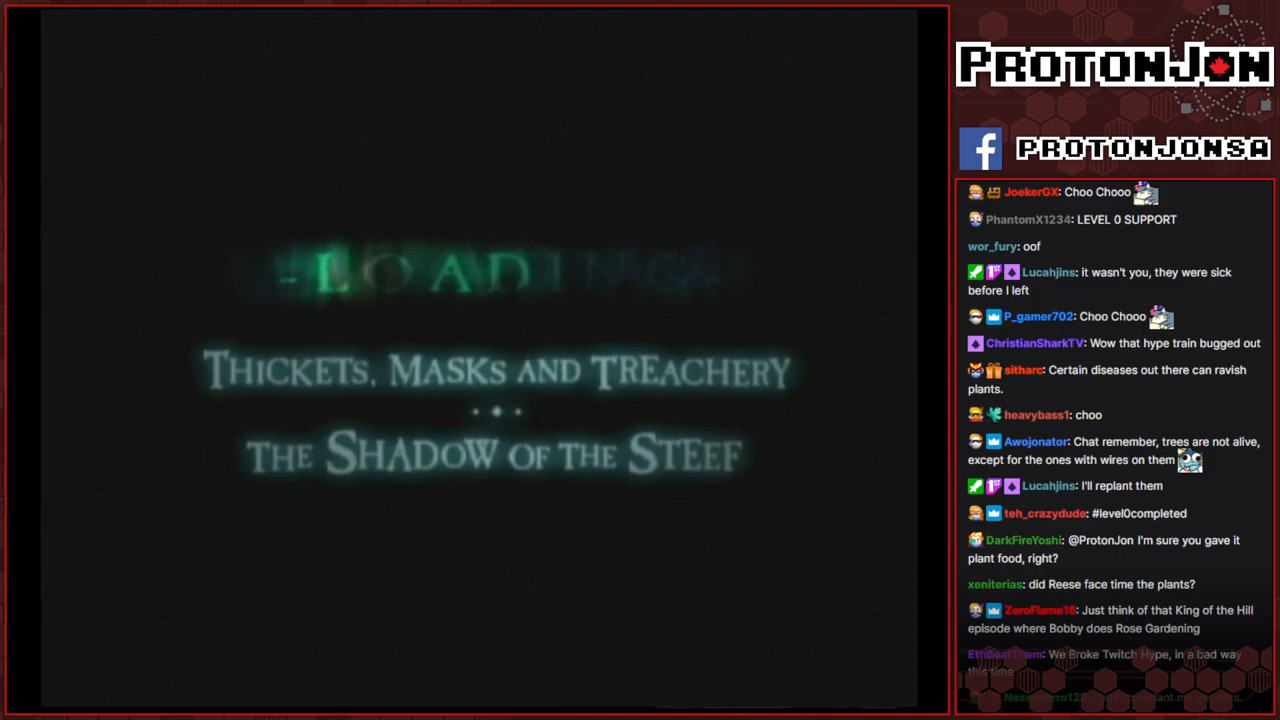 - LOADING -
THICKETS, MASKS AND TREACHERY
THE SHADOW OF THE STEEF
PROTONJON
PROTONJONSA
JoekerGX: Choo Chooo
PhantomX1234: LEVEL 0 SUPPORT
wor_fury: oof
Lucahjins: it wasn't you, they were sick
before I left
P_gamer702: Choo Chooo
ChristianSharkTV: Wow that hype train bugged out
sitharc: Certain diseases out there can ravish
plants.
heavybass1: choo
Awojonator: Chat remember, trees are not alive,
except for the ones with wires on them
Lucahjins: I'll replant them
teh_crazydude: #level0completed
DarkFireYoshi: @ProtonJon I'm sure you gave it
plant food, right?
xeniterias: did Reese face time the plants?
ZeroFlame16: Just think of that King of the Hill
episode where Bobby does Rose Gardening
EthBeatThem: We Broke Twitch Hype, in a bad way
this time